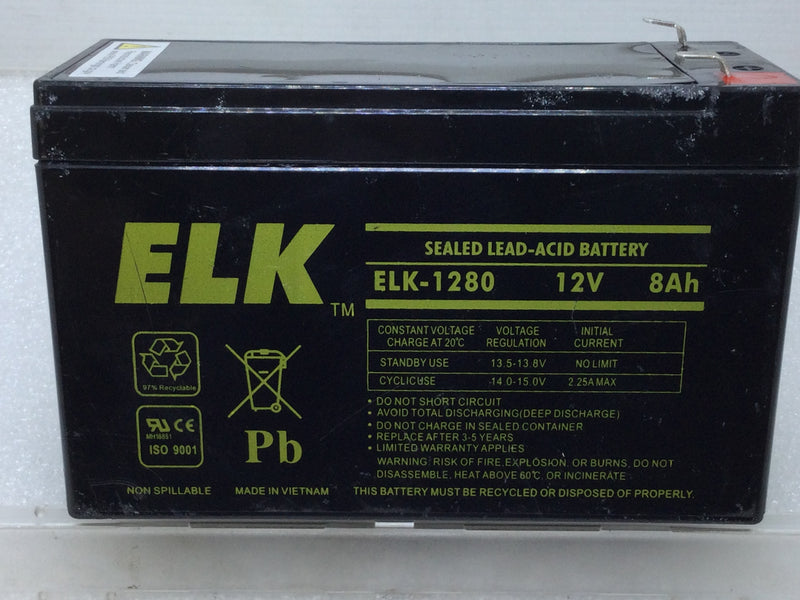 ELK
TM
SEALED LEAD-ACID BATTERY
ELK-1280 12V 8Ah
CONSTANT VOLTAGE CHARGE AT 20°C VOLTAGE REGULATION INITIAL CURRENT
STANDBY USE 13.5-13.8V NO LIMIT
CYCLIC USE 14.0-15.0V 2.25A MAX
• DO NOT SHORT CIRCUIT
• AVOID TOTAL DISCHARGING(DEEP DISCHARGE)
• DO NOT CHARGE IN SEALED CONTAINER
• REPLACE AFTER 3-5 YEARS
• LIMITED WARRANTY APPLIES
WARNING: RISK OF FIRE,EXPLOSION, OR BURNS, DO NOT
DISASSEMBLE, HEAT ABOVE 60°C, OR INCINERATE
97% Recyclable
CE
ISO 9001
Pb
NON SPILLABLE MADE IN VIETNAM THIS BATTERY MUST BE RECYCLED OR DISPOSED OF PROPERLY.